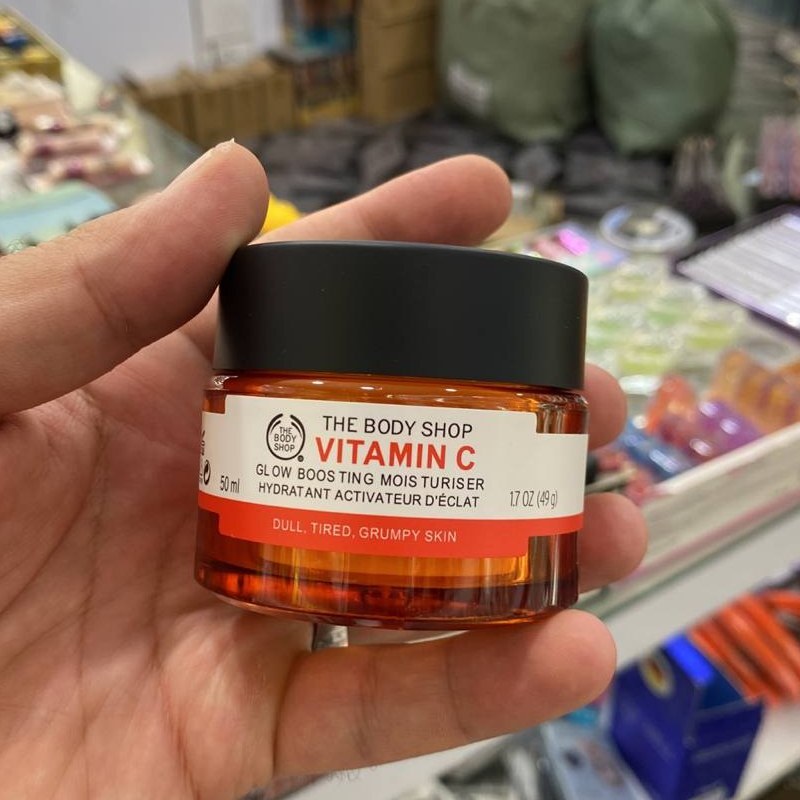 THE
BODY
SHOP
THE BODY SHOP
VITAMIN C
GLOW BOOSTING MOISTURISER
HYDRATANT ACTIVATEUR D'ÉCLAT
50 ml
1.7 OZ (49 g)
DULL, TIRED, GRUMPY SKIN